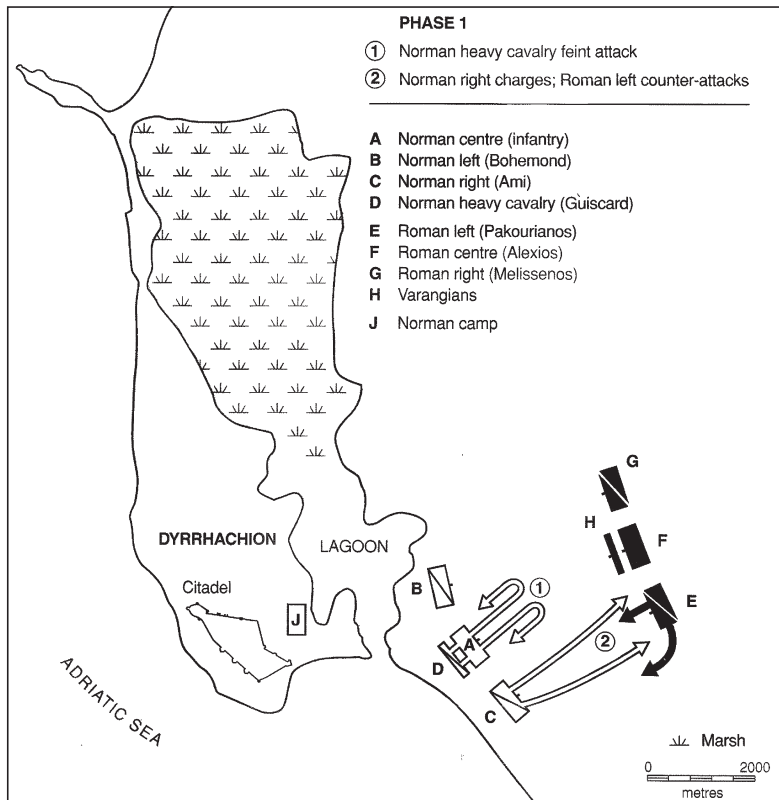 PHASE 1
1 Norman heavy cavalry feint attack
2 Norman right charges; Roman left counter-attacks
A Norman centre (infantry)
B Norman left (Bohemond)
C Norman right (Ami)
D Norman heavy cavalry (Guiscard)
E Roman left (Pakourianos)
F Roman centre (Alexios)
G Roman right (Melissenos)
H Varangians
J Norman camp
G
H
F
DYRRHACHION
LAGOON
B
1
E
Citadel
J
A
2
D
C
ADRIATIC SEA
Marsh
0 2000
metres